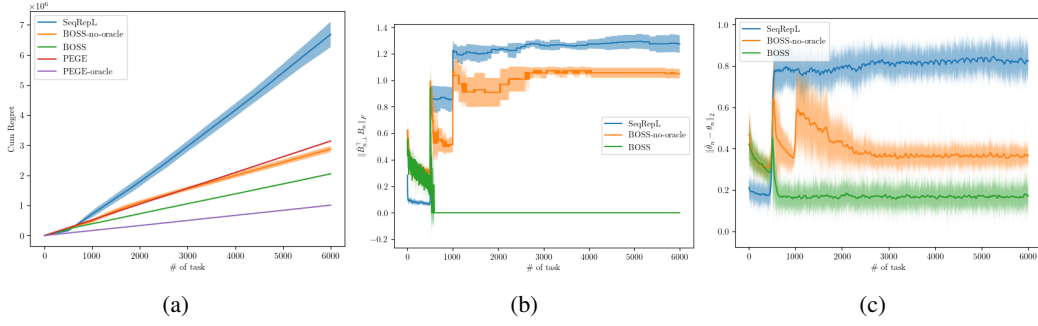 ×10⁶
7
6
5
4
3
2
1
0
Cum Regret
SeqRepL
BOSS-no-oracle
BOSS
PEGE
PEGE-oracle
0 1000 2000 3000 4000 5000 6000
# of task
(a)
1.4
1.2
1.0
0.8
0.6
0.4
0.2
0.0
−0.2
‖B̂ᵀₙ,⊥Bₙ‖F
SeqRepL
BOSS-no-oracle
BOSS
0 1000 2000 3000 4000 5000 6000
# of task
(b)
1.0
0.8
0.6
0.4
0.2
0.0
‖θ̂ₙ − θₙ‖₂
SeqRepL
BOSS-no-oracle
BOSS
0 1000 2000 3000 4000 5000 6000
# of task
(c)